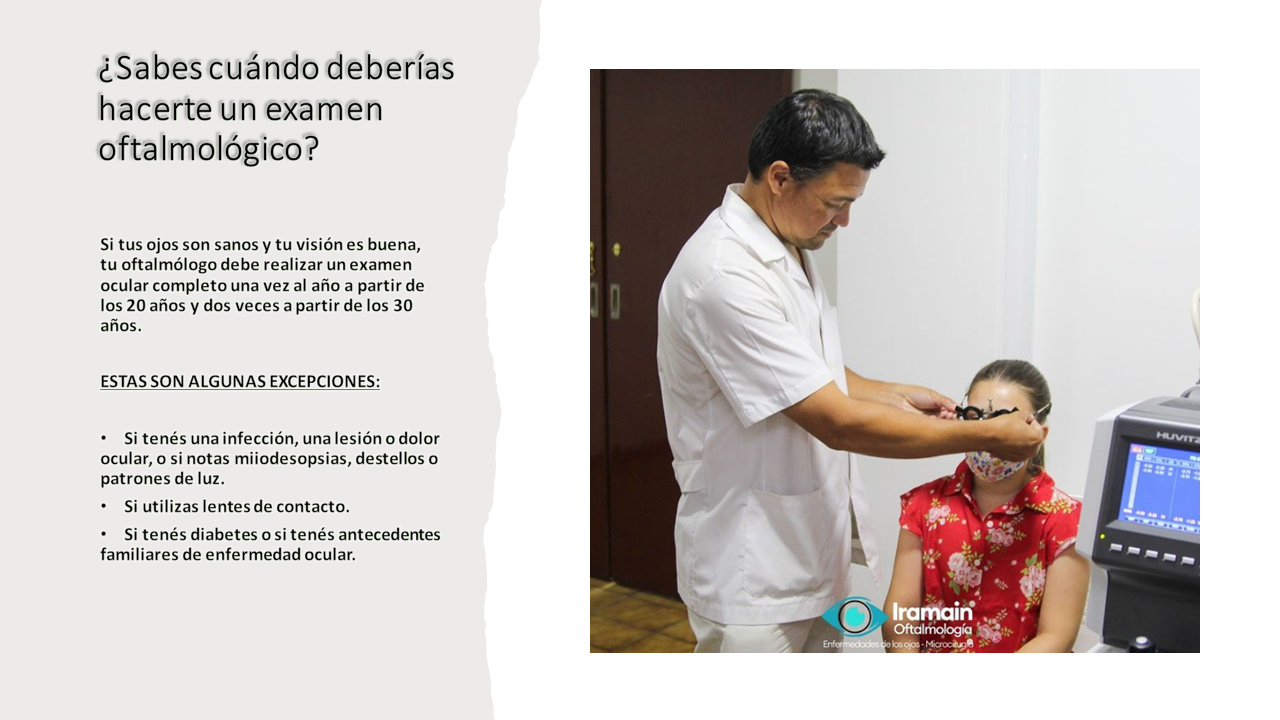 ¿Sabes cuándo deberías
hacerte un examen
oftalmológico?
Si tus ojos son sanos y tu visión es buena,
tu oftalmólogo debe realizar un examen
ocular completo una vez al año a partir de
los 20 años y dos veces a partir de los 30
años.
ESTAS SON ALGUNAS EXCEPCIONES:
• Si tenés una infección, una lesión o dolor
ocular, o si notas miiodesopsias, destellos o
patrones de luz.
• Si utilizas lentes de contacto.
• Si tenés diabetes o si tenés antecedentes
familiares de enfermedad ocular.
HUVITZ
Iramain
Oftalmología
Enfermedades de los ojos - Microcirugía